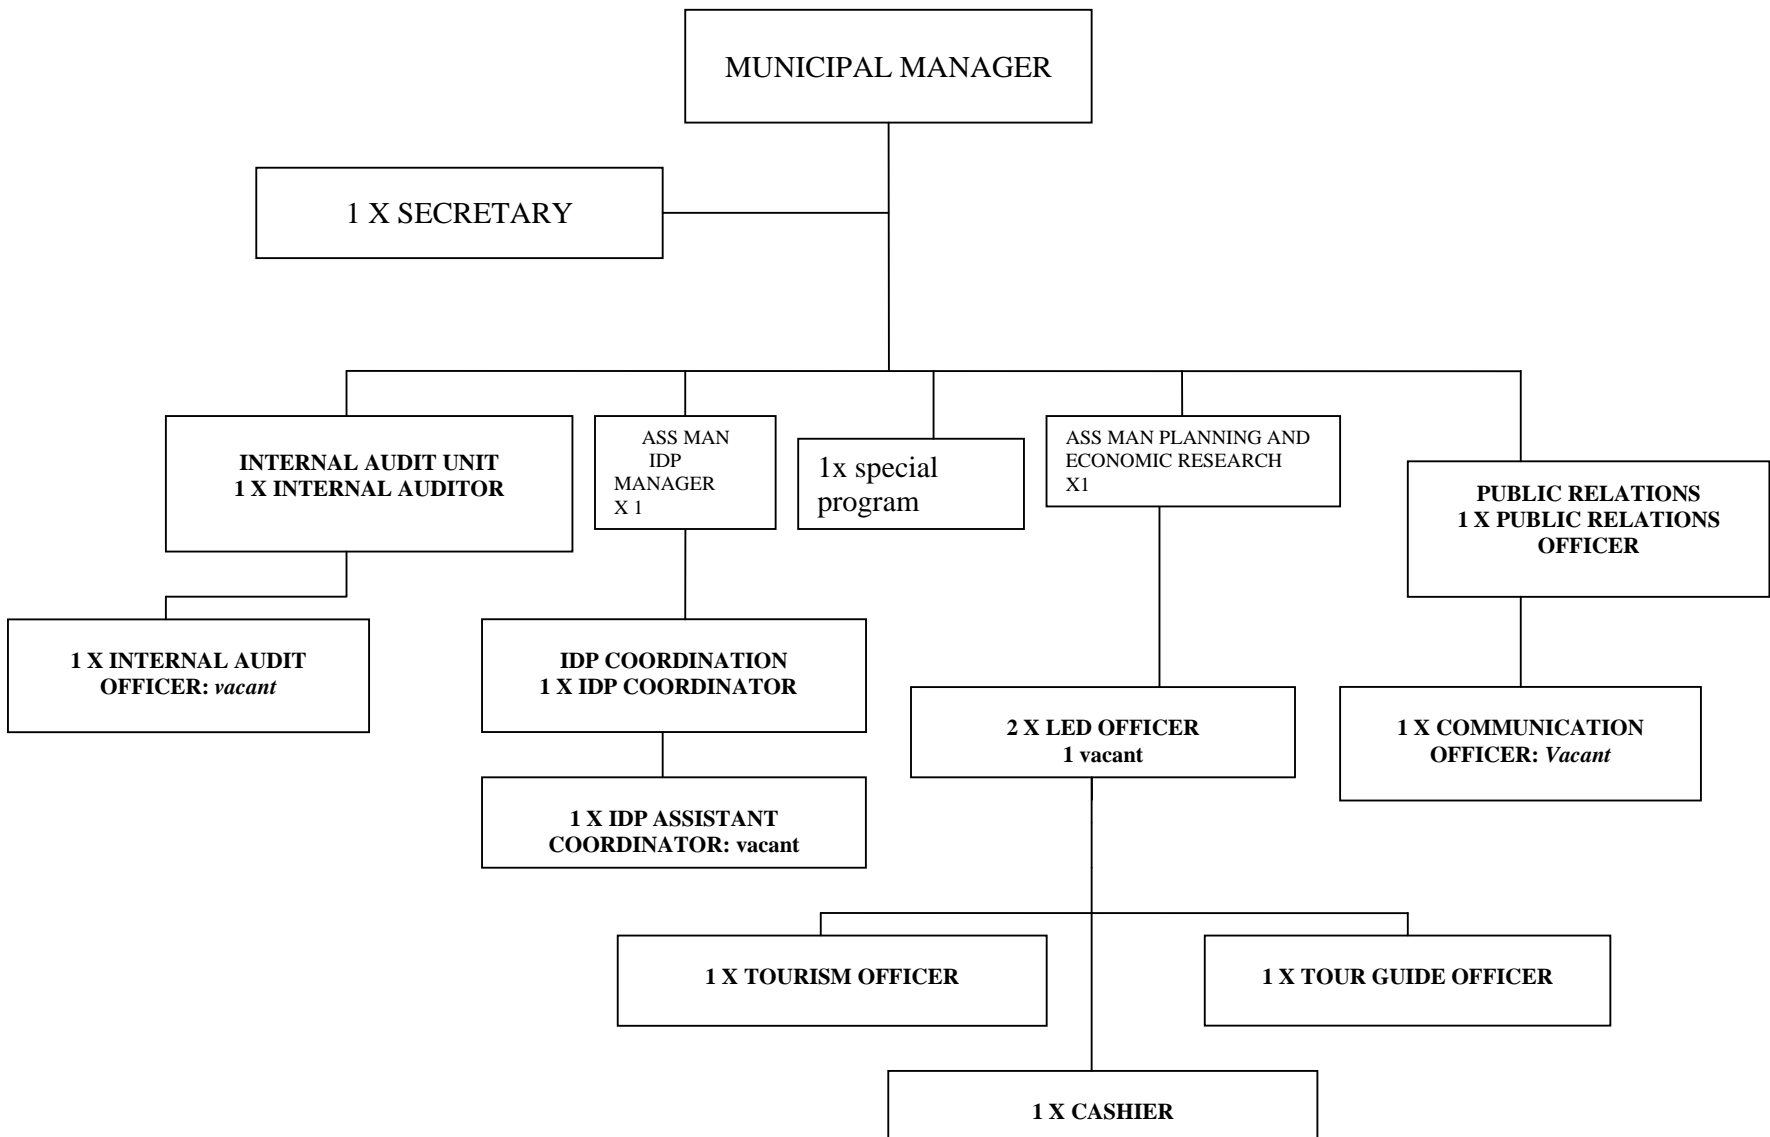 MUNICIPAL MANAGER
1 X SECRETARY
INTERNAL AUDIT UNIT
1 X INTERNAL AUDITOR
ASS MAN
IDP
MANAGER
X 1
1x special
program
ASS MAN PLANNING AND
ECONOMIC RESEARCH
X1
PUBLIC RELATIONS
1 X PUBLIC RELATIONS
OFFICER
1 X INTERNAL AUDIT
OFFICER: vacant
IDP COORDINATION
1 X IDP COORDINATOR
2 X LED OFFICER
1 vacant
1 X COMMUNICATION
OFFICER: Vacant
1 X IDP ASSISTANT
COORDINATOR: vacant
1 X TOURISM OFFICER
1 X TOUR GUIDE OFFICER
1 X CASHIER